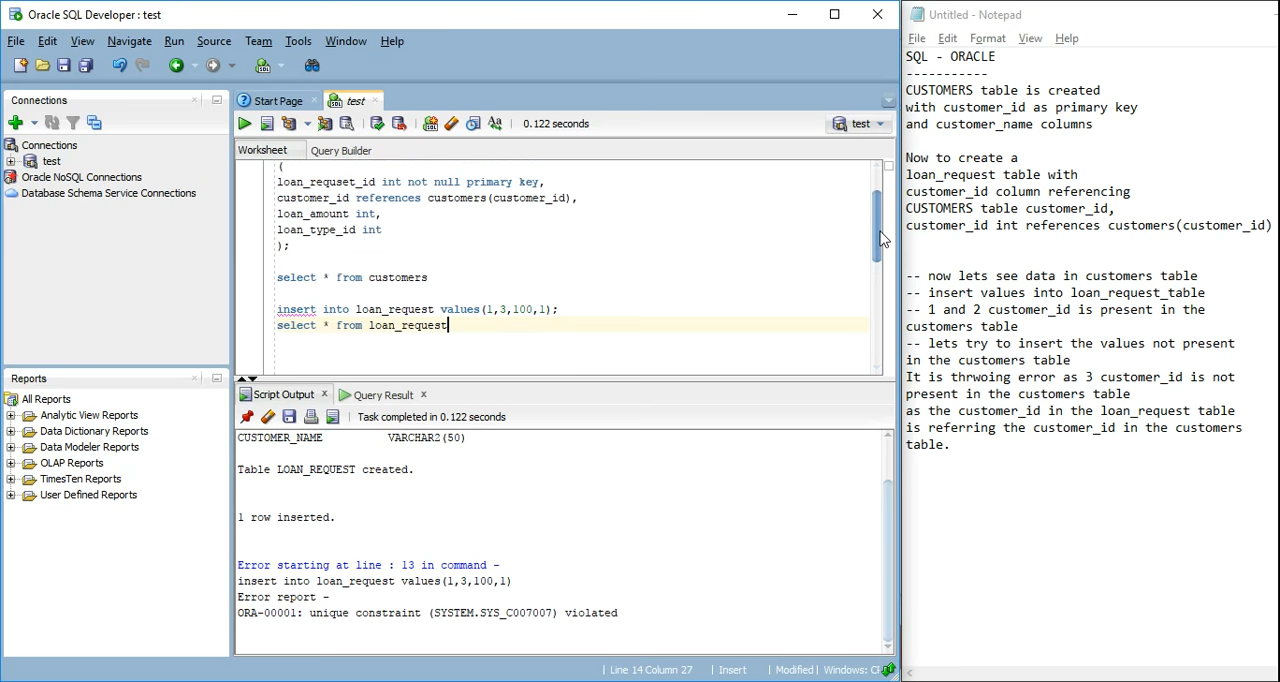 Oracle SQL Developer : test
File Edit View Navigate Run Source Team Tools Window Help
Connections
Connections
test
Oracle NoSQL Connections
Database Schema Service Connections
Reports
All Reports
Analytic View Reports
Data Dictionary Reports
Data Modeler Reports
OLAP Reports
TimesTen Reports
User Defined Reports
Start Page test
0.122 seconds
test
Worksheet Query Builder
(
loan_requset_id int not null primary key,
customer_id references customers(customer_id),
loan_amount int,
loan_type_id int
);
select * from customers
insert into loan_request values(1,3,100,1);
select * from loan_request
Script Output Query Result
Task completed in 0.122 seconds
CUSTOMER_NAME VARCHAR2(50)
Table LOAN_REQUEST created.
1 row inserted.
Error starting at line : 13 in command -
insert into loan_request values(1,3,100,1)
Error report -
ORA-00001: unique constraint (SYSTEM.SYS_C007007) violated
Line 14 Column 27 Insert Modified Windows: CF
Untitled - Notepad
File Edit Format View Help
SQL - ORACLE
-----------
CUSTOMERS table is created
with customer_id as primary key
and customer_name columns
Now to create a
loan_request table with
customer_id column referencing
CUSTOMERS table customer_id,
customer_id int references customers(customer_id)
-- now lets see data in customers table
-- insert values into loan_request_table
-- 1 and 2 customer_id is present in the
customers table
-- lets try to insert the values not present
in the customers table
It is thrwoing error as 3 customer_id is not
present in the customers table
as the customer_id in the loan_request table
is referring the customer_id in the customers
table.